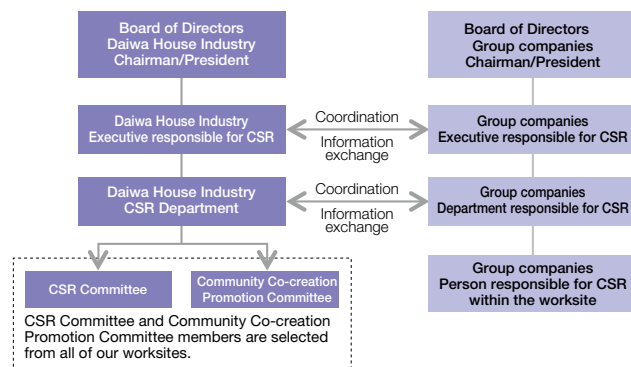 Board of Directors
Daiwa House Industry
Chairman/President
Board of Directors
Group companies
Chairman/President
Daiwa House Industry
Executive responsible for CSR
Coordination
Information
exchange
Group companies
Executive responsible for CSR
Daiwa House Industry
CSR Department
Coordination
Information
exchange
Group companies
Department responsible for CSR
CSR Committee
Community Co-creation
Promotion Committee
Group companies
Person responsible for CSR
within the worksite
CSR Committee and Community Co-creation
Promotion Committee members are selected
from all of our worksites.